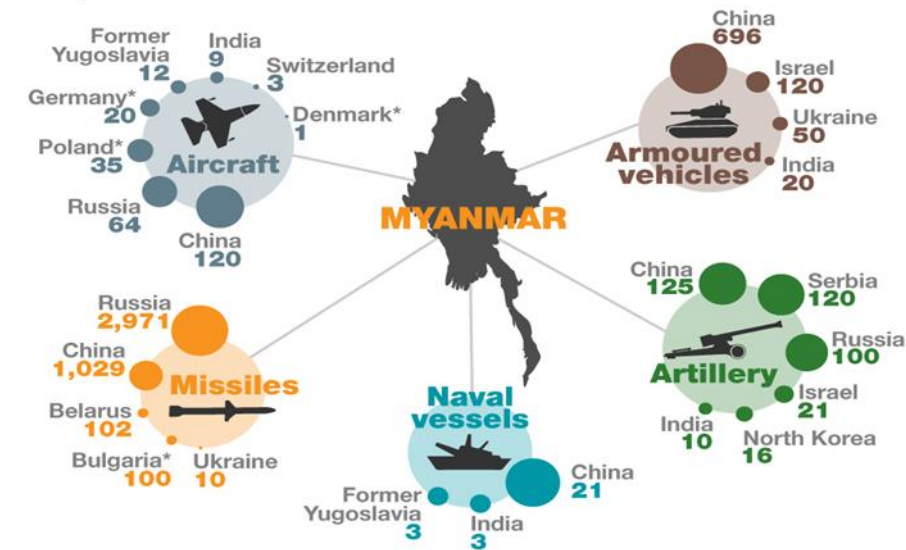 Former
Yugoslavia
12
India
9
Switzerland
3
Germany*
20
Denmark*
1
Poland*
35
Aircraft
Russia
64
China
120
MYANMAR
China
696
Israel
120
Ukraine
50
India
20
Armoured
vehicles
Russia
2,971
China
1,029
Missiles
Belarus
102
Bulgaria*
100
Ukraine
10
Naval
vessels
China
21
Former
Yugoslavia
3
India
3
China
125
Serbia
120
Russia
100
Artillery
Israel
21
India
10
North Korea
16